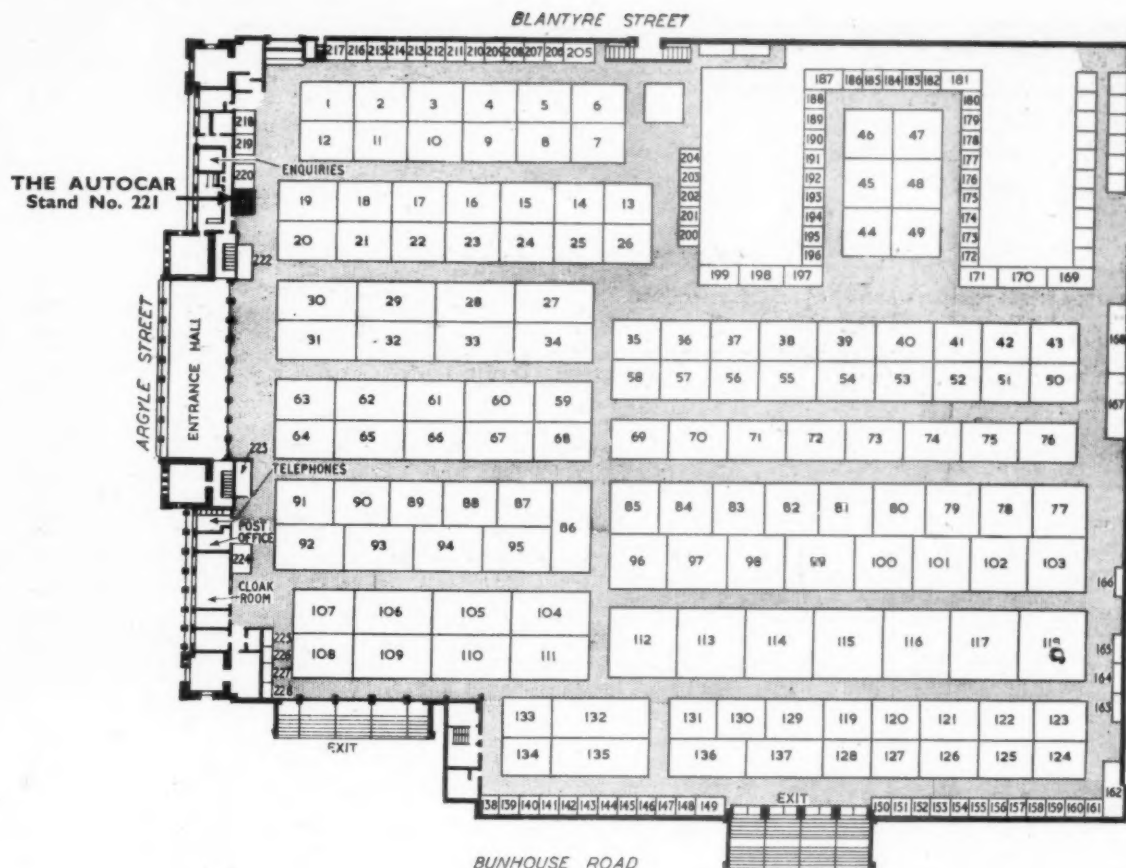 BLANTYRE STREET
217 216 215 214 213 212 211 210 209 208 207 206 205
187 186 185 184 183 182 181
1 2 3 4 5 6
12 11 10 9 8 7
218
219
220
ENQUIRIES
THE AUTOCAR
Stand No. 221
222
19 18 17 16 15 14 13
20 21 22 23 24 25 26
204
203
202
201
200
199 198 197
188
189
190
191
192
193
194
195
196
46 47
45 48
44 49
180
179
178
177
176
175
174
173
172
171 170 169
ARGYLE STREET
ENTRANCE HALL
30 29 28 27
31 32 33 34
35 36 37 38 39 40 41 42 43
58 57 56 55 54 53 52 51 50
168
167
63 62 61 60 59
64 65 66 67 68
69 70 71 72 73 74 75 76
223
TELEPHONES
POST
OFFICE
224
CLOAK
ROOM
91 90 89 88 87
86
92 93 94 95
85 84 83 82 81 80 79 78 77
96 97 98 99 100 101 102 103
166
107 106 105 104
108 109 110 111
112 113 114 115 116 117 118
165
164
163
225
226
227
228
EXIT
133 132
134 135
131 130 129 119 120 121 122 123
136 137 128 127 126 125 124
162
138 139 140 141 142 143 144 145 146 147 148 149
EXIT
150 151 152 153 154 155 156 157 158 159 160 161
BUNHOUSE ROAD